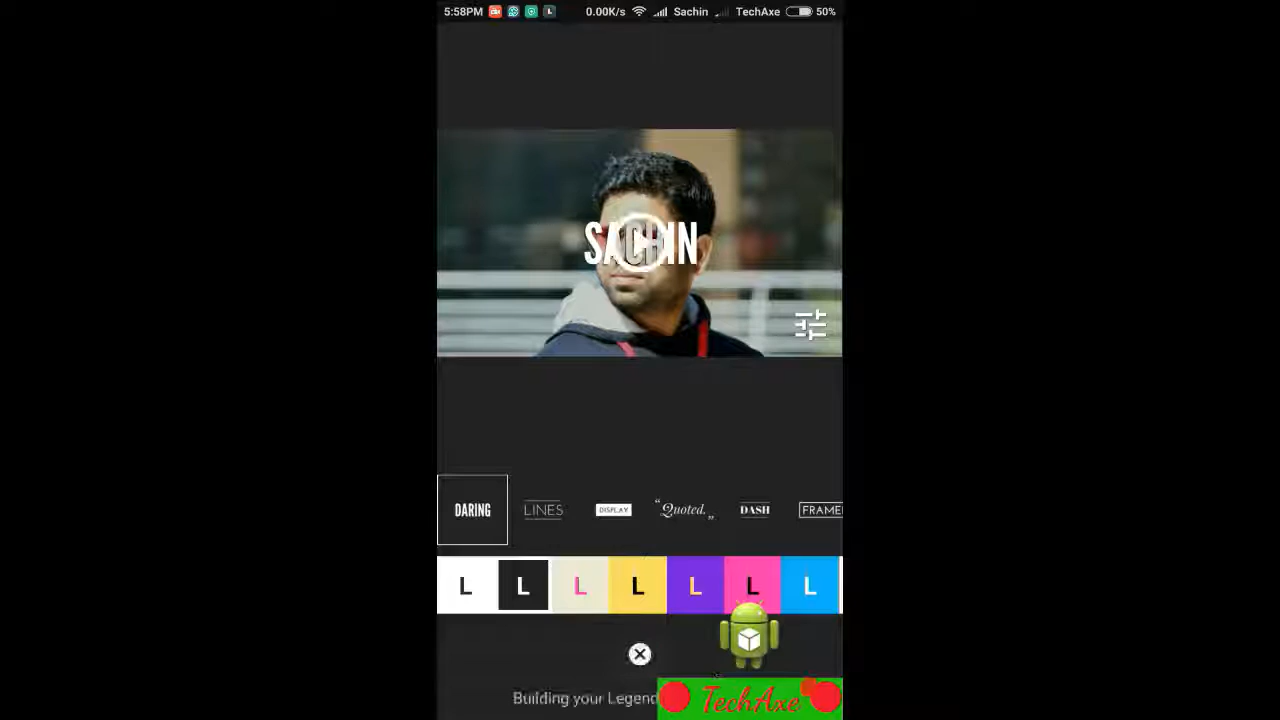 5:58PM L 0.00K/s Sachin TechAxe 50%
SACHIN
DARING LINES DISPLAY “Quoted.„ DASH FRAME
L L L L L L L
Building your Legend
TechAxe